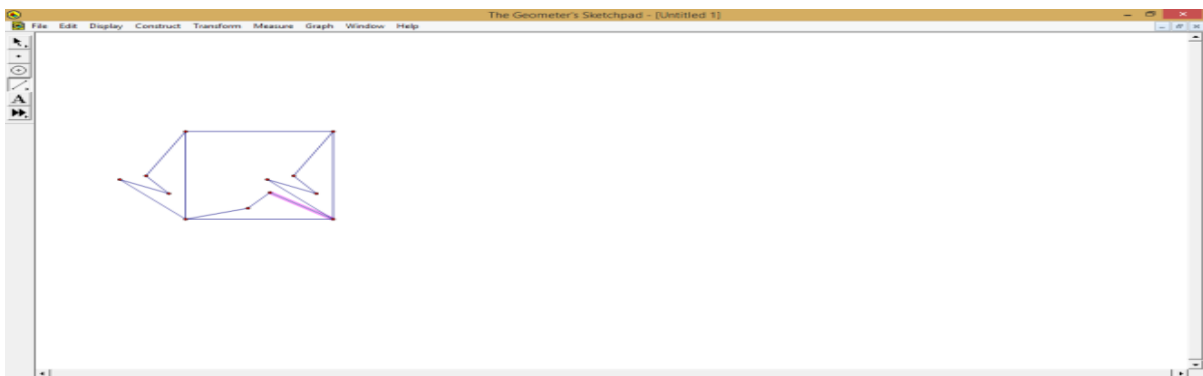 The Geometer's Sketchpad - [Untitled 1]
File Edit Display Construct Transform Measure Graph Window Help
A